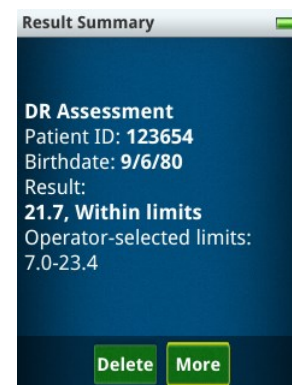 Result Summary
DR Assessment
Patient ID: 123654
Birthdate: 9/6/80
Result:
21.7, Within limits
Operator-selected limits:
7.0-23.4
Delete More